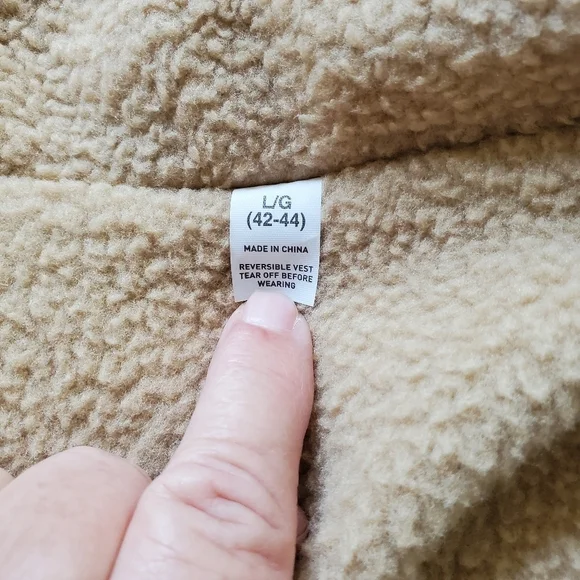 L/G
(42-44)
MADE IN CHINA
REVERSIBLE VEST
TEAR OFF BEFORE
WEARING